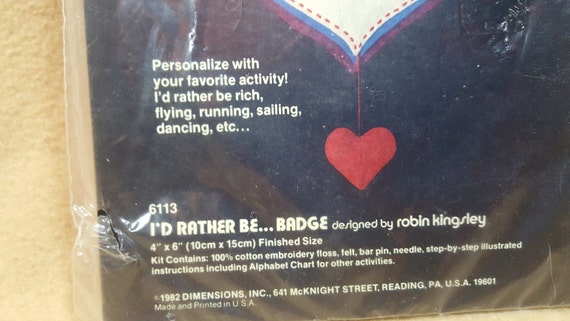 Personalize with
your favorite activity!
I'd rather be rich,
flying, running, sailing,
dancing, etc...
6113
I'D RATHER BE... BADGE designed by robin kingsley
4" x 6" (10cm x 15cm) Finished Size
Kit Contains: 100% cotton embroidery floss, felt, bar pin, needle, step-by-step illustrated
instructions including Alphabet Chart for other activities.
©1982 DIMENSIONS, INC., 641 McKNIGHT STREET, READING, PA, U.S.A. 19601
Made and Printed in U.S.A.